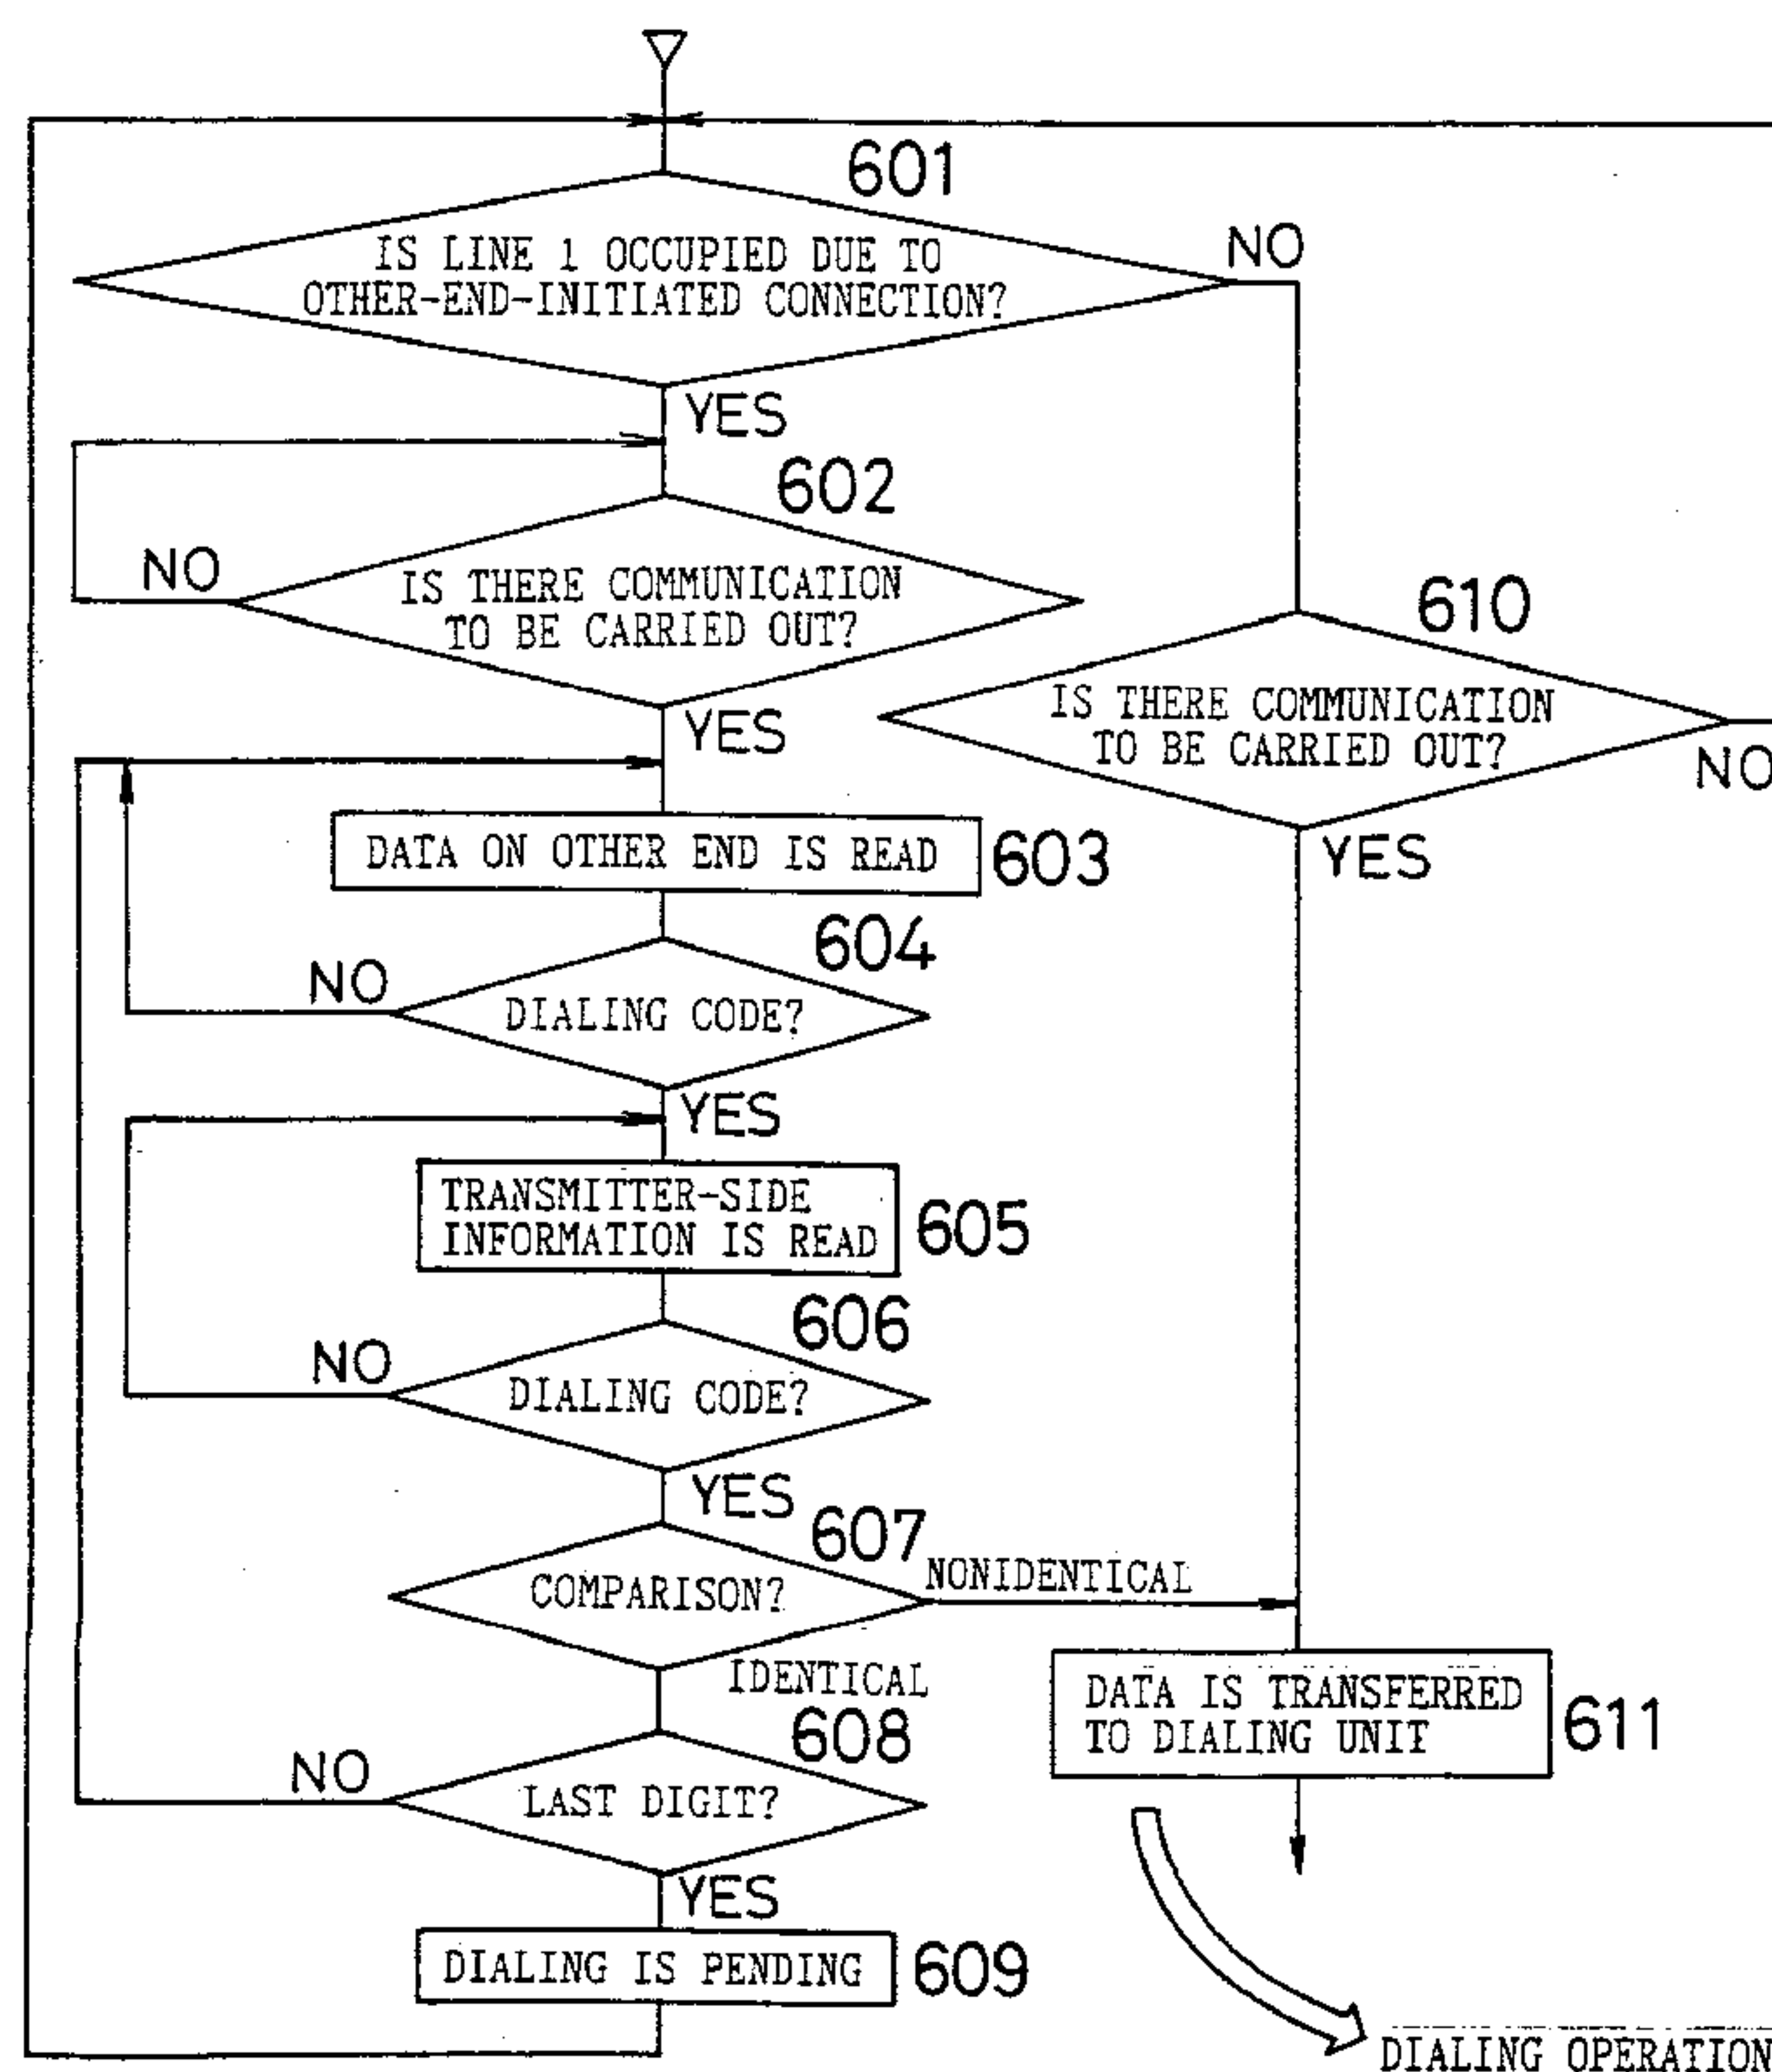 601
IS LINE 1 OCCUPIED DUE TO
OTHER-END-INITIATED CONNECTION?
NO
YES
602
NO
IS THERE COMMUNICATION
TO BE CARRIED OUT?
YES
610
IS THERE COMMUNICATION
TO BE CARRIED OUT?
NO
YES
DATA ON OTHER END IS READ
603
604
NO
DIALING CODE?
YES
TRANSMITTER-SIDE
INFORMATION IS READ
605
606
NO
DIALING CODE?
YES
607
COMPARISON?
NONIDENTICAL
IDENTICAL
608
NO
LAST DIGIT?
YES
DATA IS TRANSFERRED
TO DIALING UNIT
611
DIALING IS PENDING
609
DIALING OPERATION